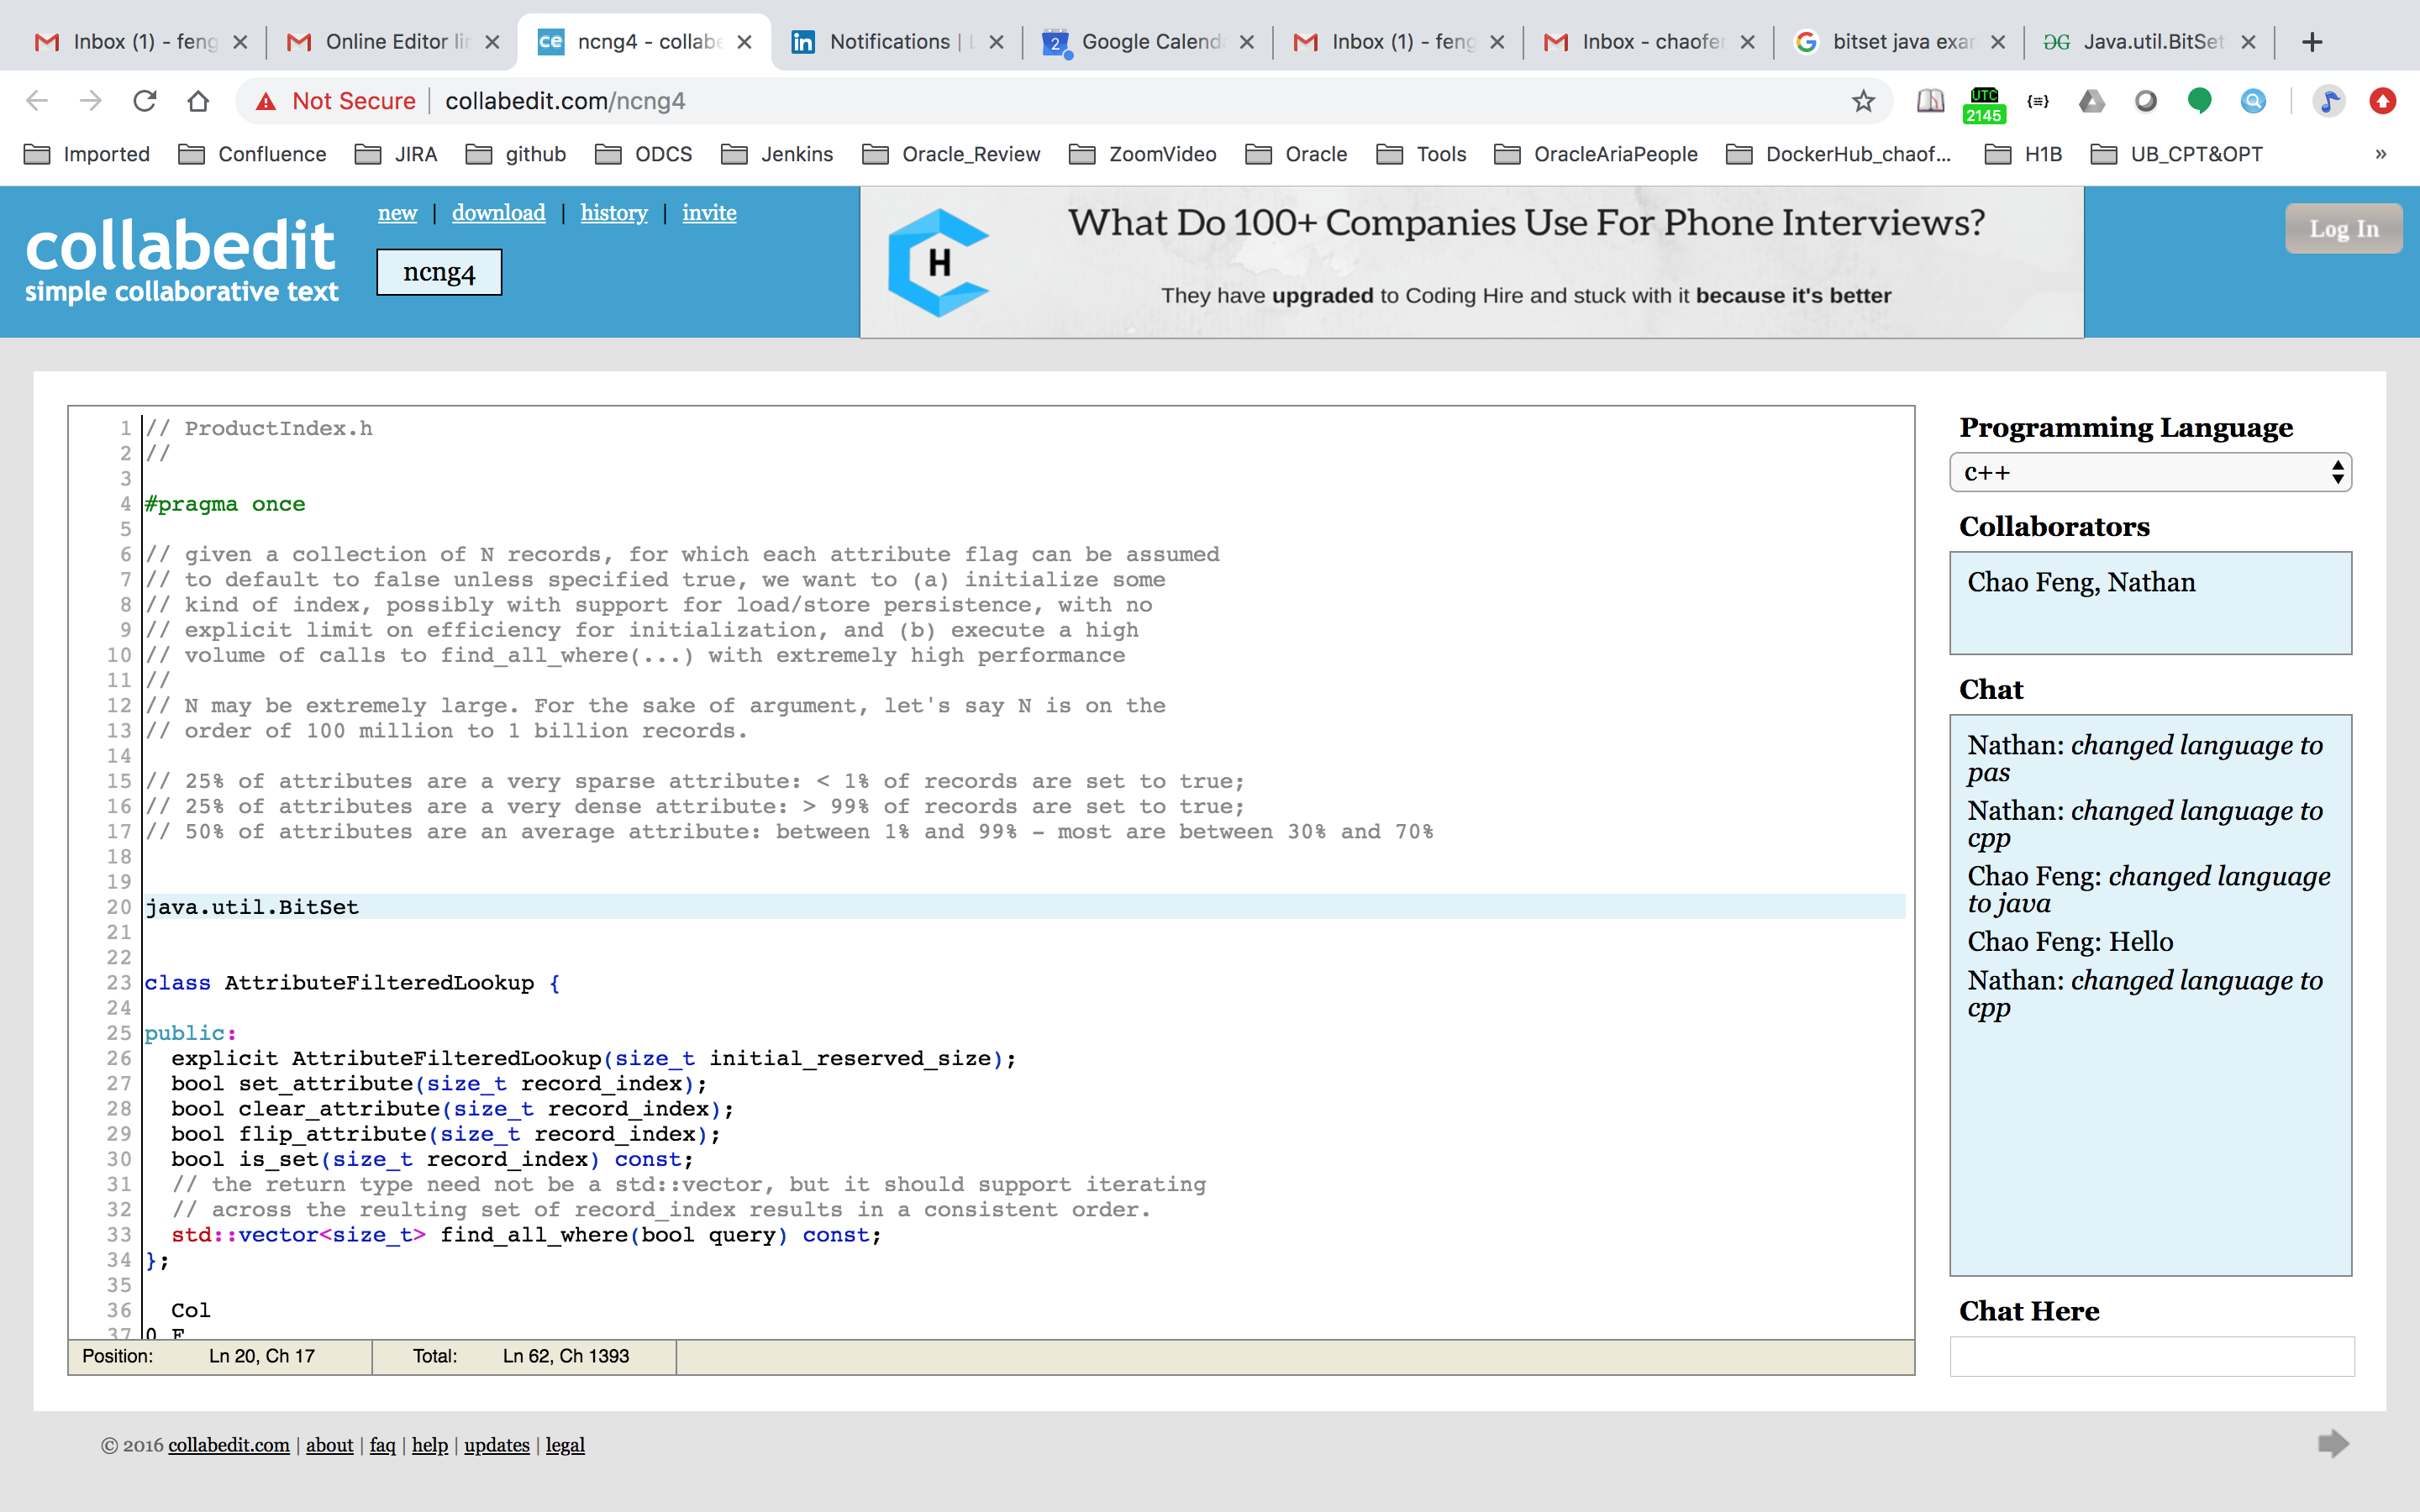 Inbox (1) - feng
Online Editor lin
ce ncng4 - collabe
in Notifications | L
2 Google Calend
Inbox (1) - feng
Inbox - chaofen
G bitset java exam
Java.util.BitSet
Not Secure collabedit.com/ncng4
UTC
2145
Imported Confluence JIRA github ODCS Jenkins Oracle_Review ZoomVideo Oracle Tools OracleAriaPeople DockerHub_chaof... H1B UB_CPT&OPT »
collabedit
simple collaborative text
new | download | history | invite
ncng4
H
What Do 100+ Companies Use For Phone Interviews?
They have upgraded to Coding Hire and stuck with it because it's better
Log In
1 // ProductIndex.h
2 //
3
4 #pragma once
5
6 // given a collection of N records, for which each attribute flag can be assumed
7 // to default to false unless specified true, we want to (a) initialize some
8 // kind of index, possibly with support for load/store persistence, with no
9 // explicit limit on efficiency for initialization, and (b) execute a high
10 // volume of calls to find_all_where(...) with extremely high performance
11 //
12 // N may be extremely large. For the sake of argument, let's say N is on the
13 // order of 100 million to 1 billion records.
14
15 // 25% of attributes are a very sparse attribute: < 1% of records are set to true;
16 // 25% of attributes are a very dense attribute: > 99% of records are set to true;
17 // 50% of attributes are an average attribute: between 1% and 99% - most are between 30% and 70%
18
19
20 java.util.BitSet
21
22
23 class AttributeFilteredLookup {
24
25 public:
26 explicit AttributeFilteredLookup(size_t initial_reserved_size);
27 bool set_attribute(size_t record_index);
28 bool clear_attribute(size_t record_index);
29 bool flip_attribute(size_t record_index);
30 bool is_set(size_t record_index) const;
31 // the return type need not be a std::vector, but it should support iterating
32 // across the reulting set of record_index results in a consistent order.
33 std::vector<size_t> find_all_where(bool query) const;
34 };
35
36 Col
37 0 F
Position: Ln 20, Ch 17 Total: Ln 62, Ch 1393
Programming Language
c++
Collaborators
Chao Feng, Nathan
Chat
Nathan: changed language to
pas
Nathan: changed language to
cpp
Chao Feng: changed language
to java
Chao Feng: Hello
Nathan: changed language to
cpp
Chat Here
© 2016 collabedit.com | about | faq | help | updates | legal